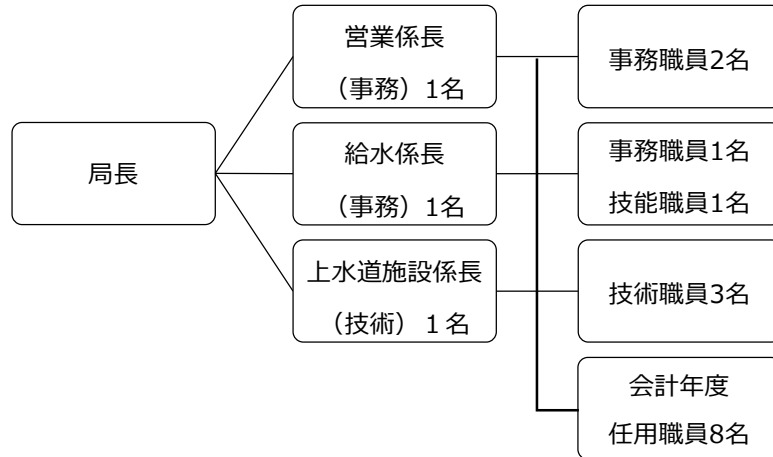 局長
営業係長
（事務）1名
給水係長
（事務）1名
上水道施設係長
（技術）１名
事務職員2名
事務職員1名
技能職員1名
技術職員3名
会計年度
任用職員8名